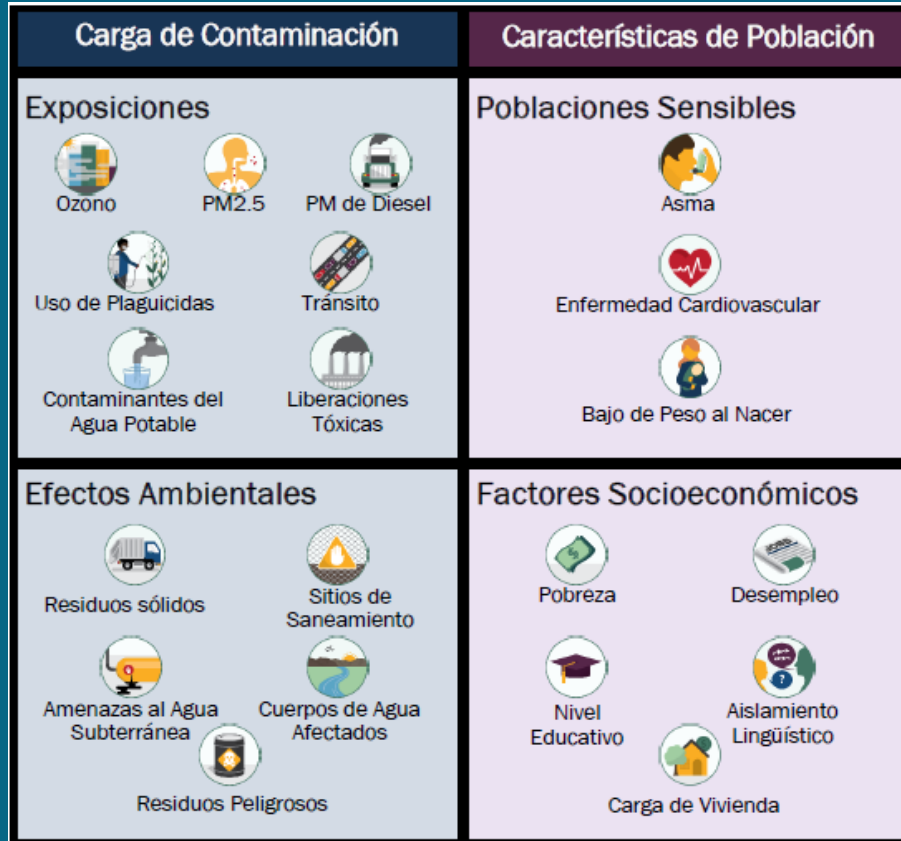 Carga de Contaminación
Características de Población
Exposiciones
Ozono
PM2.5
PM de Diesel
Uso de Plaguicidas
Tránsito
Contaminantes del
Agua Potable
Liberaciones
Tóxicas
Poblaciones Sensibles
Asma
Enfermedad Cardiovascular
Bajo de Peso al Nacer
Efectos Ambientales
Residuos sólidos
Sitios de
Saneamiento
Amenazas al Agua
Subterránea
Cuerpos de Agua
Afectados
Residuos Peligrosos
Factores Socioeconómicos
Pobreza
Desempleo
Nivel
Educativo
Aislamiento
Lingüístico
Carga de Vivienda